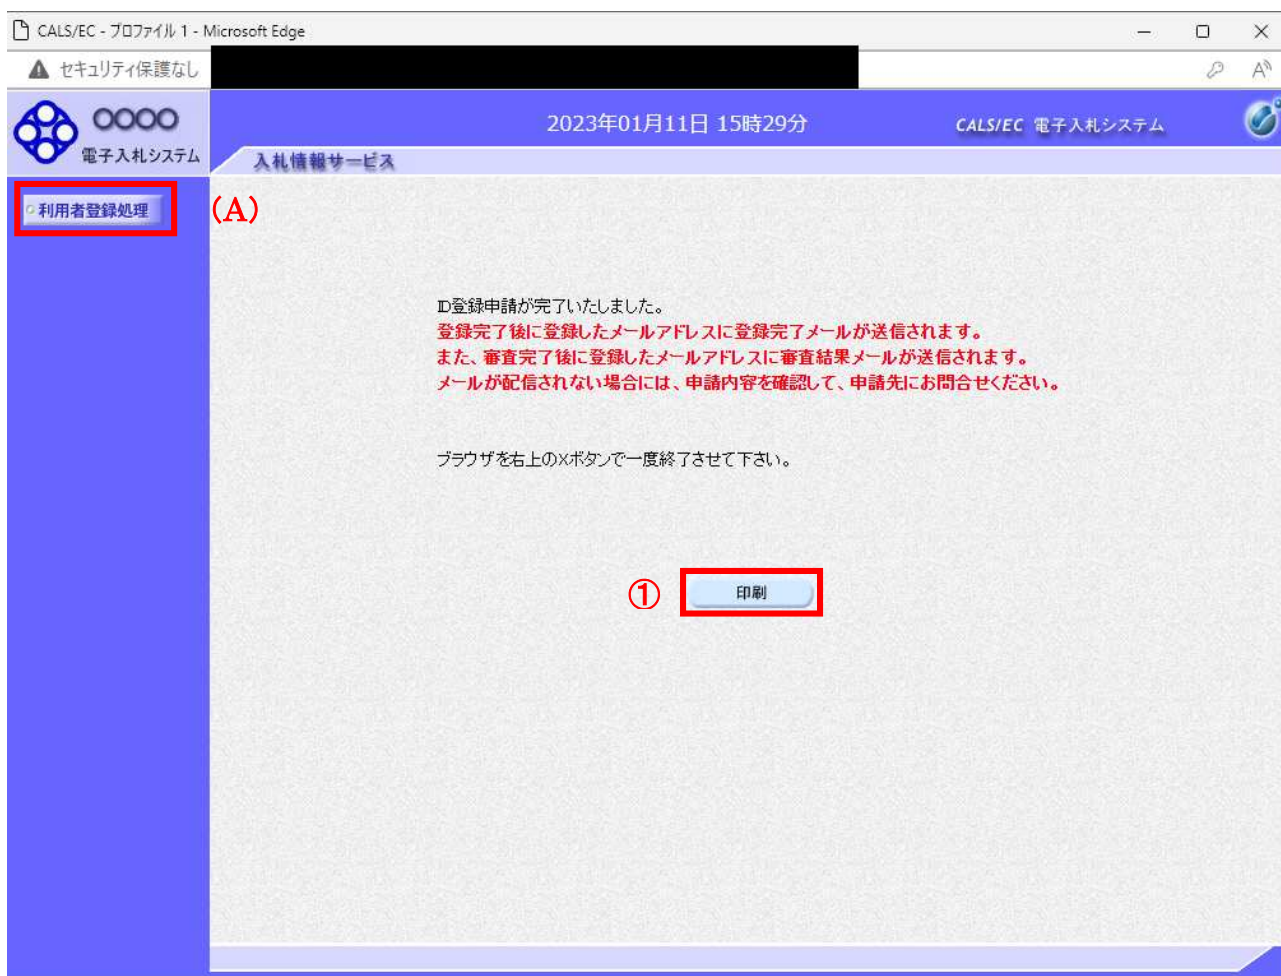 CALS/EC - プロファイル 1 - Microsoft Edge
セキュリティ保護なし
OOOO
電子入札システム
2023年01月11日 15時29分
CALS/EC 電子入札システム
入札情報サービス
利用者登録処理
(A)
ID登録申請が完了いたしました。
登録完了後に登録したメールアドレスに登録完了メールが送信されます。
また、審査完了後に登録したメールアドレスに審査結果メールが送信されます。
メールが配信されない場合には、申請内容を確認して、申請先にお問合せください。
ブラウザを右上の×ボタンで一度終了させて下さい。
①
印刷